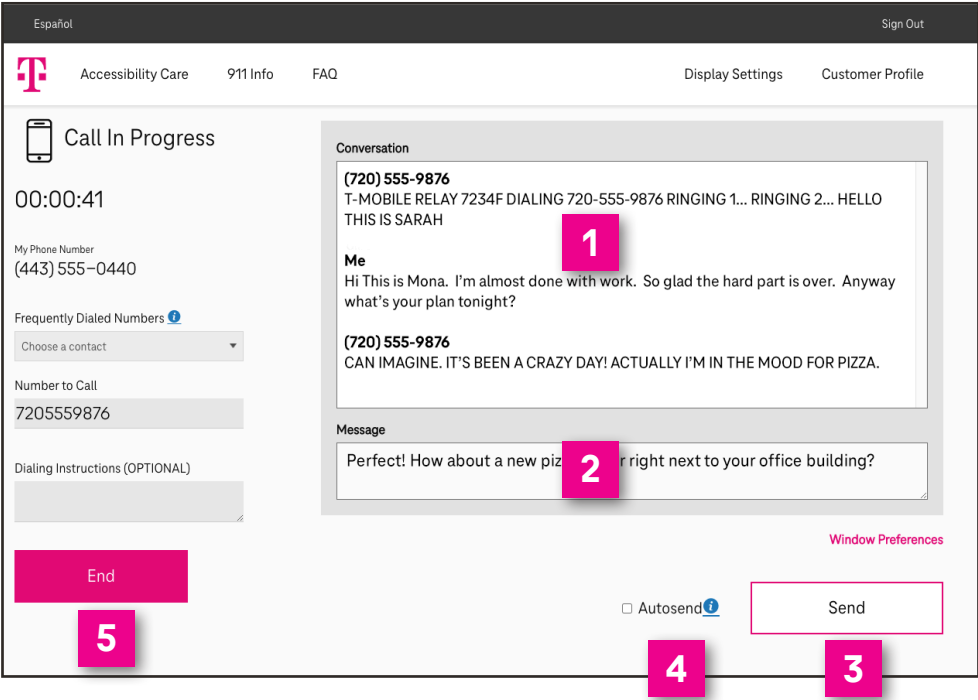 Español
Sign Out
T
Accessibility Care
911 Info
FAQ
Display Settings
Customer Profile
Call In Progress
00:00:41
My Phone Number
(443) 555–0440
Frequently Dialed Numbers i
Choose a contact
Number to Call
7205559876
Dialing Instructions (OPTIONAL)
End
5
Conversation
(720) 555-9876
T-MOBILE RELAY 7234F DIALING 720-555-9876 RINGING 1... RINGING 2... HELLO
THIS IS SARAH
1
Me
Hi This is Mona.  I'm almost done with work.  So glad the hard part is over.  Anyway
what's your plan tonight?
(720) 555-9876
CAN IMAGINE. IT'S BEEN A CRAZY DAY! ACTUALLY I'M IN THE MOOD FOR PIZZA.
Message
Perfect! How about a new right next to your office building?
2
Window Preferences
Autosend i
Send
4
3